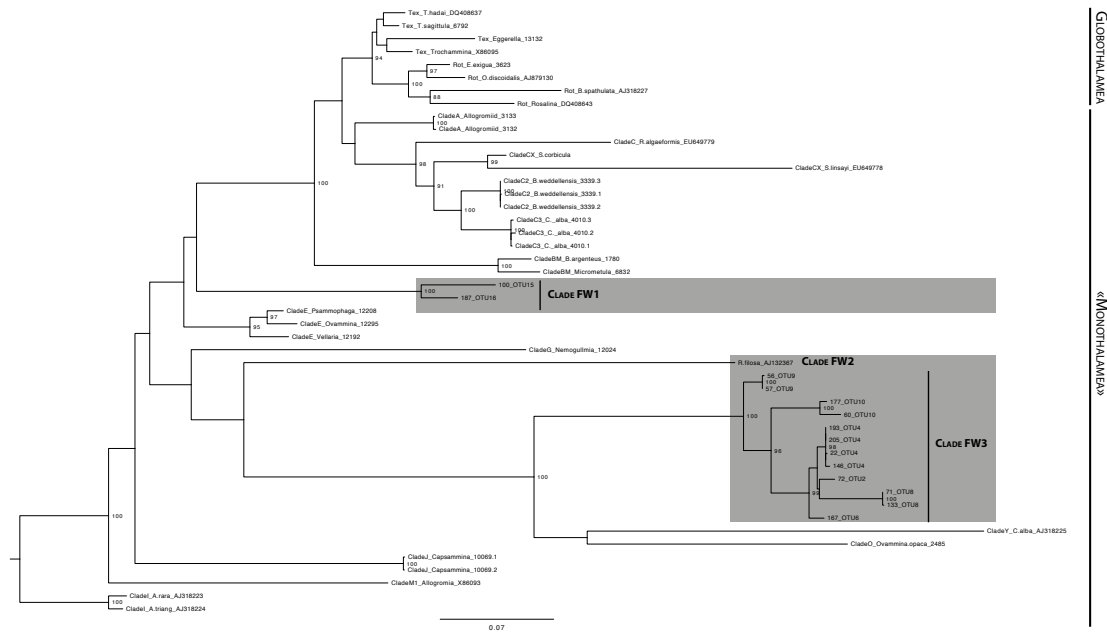 Tex_T.hadai_DQ408637
Tex_T.sagittula_6792
Tex_Eggerella_13132
Tex_Trochammina_X86095
94
Rot_E.exigua_3623
97
Rot_O.discoidalis_AJ879130
100
Rot_B.spathulata_AJ318227
88
Rot_Rosalina_DQ408643
GLOBOTHALAMEA
CladeA_Allogromiid_3133
100
CladeA_Allogromiid_3132
CladeC_R.algaeformis_EU649779
98
CladeCX_S.corbicula
99
CladeCX_S.linsayi_EU649778
91
CladeC2_B.weddellensis_3339.3
100
CladeC2_B.weddellensis_3339.1
CladeC2_B.weddellensis_3339.2
100
CladeC3_C._alba_4010.3
100
CladeC3_C._alba_4010.2
CladeC3_C._alba_4010.1
100
CladeBM_B.argenteus_1780
100
CladeBM_Micrometula_6832
100_OTU15
100
187_OTU16
CLADE FW1
CladeE_Psammophaga_12208
97
CladeE_Ovammina_12295
95
CladeE_Vellaria_12192
«MONOTHALAMEA»
CladeG_Nemogullmia_12024
R.filosa_AJ132367
CLADE FW2
56_OTU9
100
57_OTU9
100
177_OTU10
100
60_OTU10
96
193_OTU4
205_OTU4
98
22_OTU4
146_OTU4
72_OTU2
99
71_OTU8
100
133_OTU8
167_OTU6
CLADE FW3
100
CladeY_C.alba_AJ318225
CladeO_Ovammina.opaca_2485
100
CladeJ_Capsammina_10069.1
100
CladeJ_Capsammina_10069.2
CladeM1_Allogromia_X86093
CladeI_A.rara_AJ318223
100
CladeI_A.triang_AJ318224
0.07